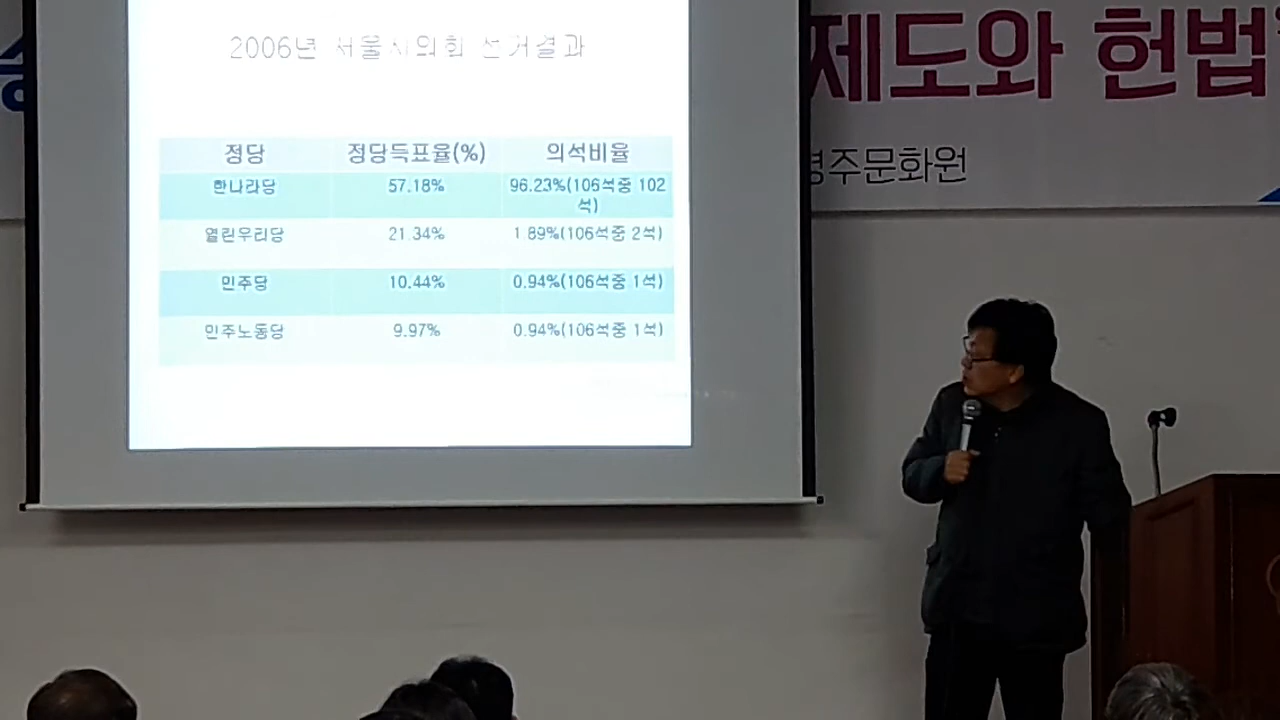 2006년 서울시의회 선거결과
정당 정당득표율(%) 의석비율
한나라당 57.18% 96.23%(106석중 102
석)
열린우리당 21.34% 1.89%(106석중 2석)
민주당 10.44% 0.94%(106석중 1석)
민주노동당 9.97% 0.94%(106석중 1석)
제도와 헌법
경주문화원